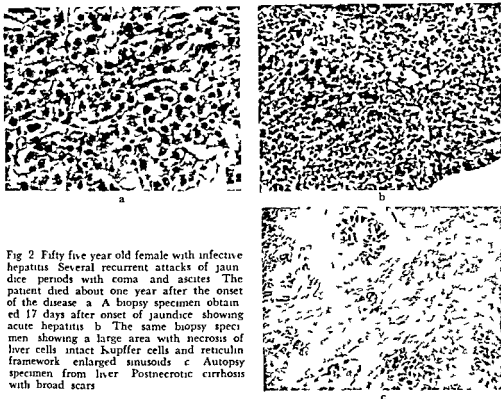 a
b
Fig 2 Fifty five year old female with infective
hepatitis Several recurrent attacks of jaun
dice periods with coma and ascites The
patient died about one year after the onset
of the disease a A biopsy specimen obtain
ed 17 days after onset of jaundice showing
acute hepatitis b The same biopsy speci
men showing a large area with necrosis of
liver cells intact Kupffer cells and reticulin
framework enlarged sinusoids c Autopsy
specimen from liver Postnecrotic cirrhosis
with broad scars
c